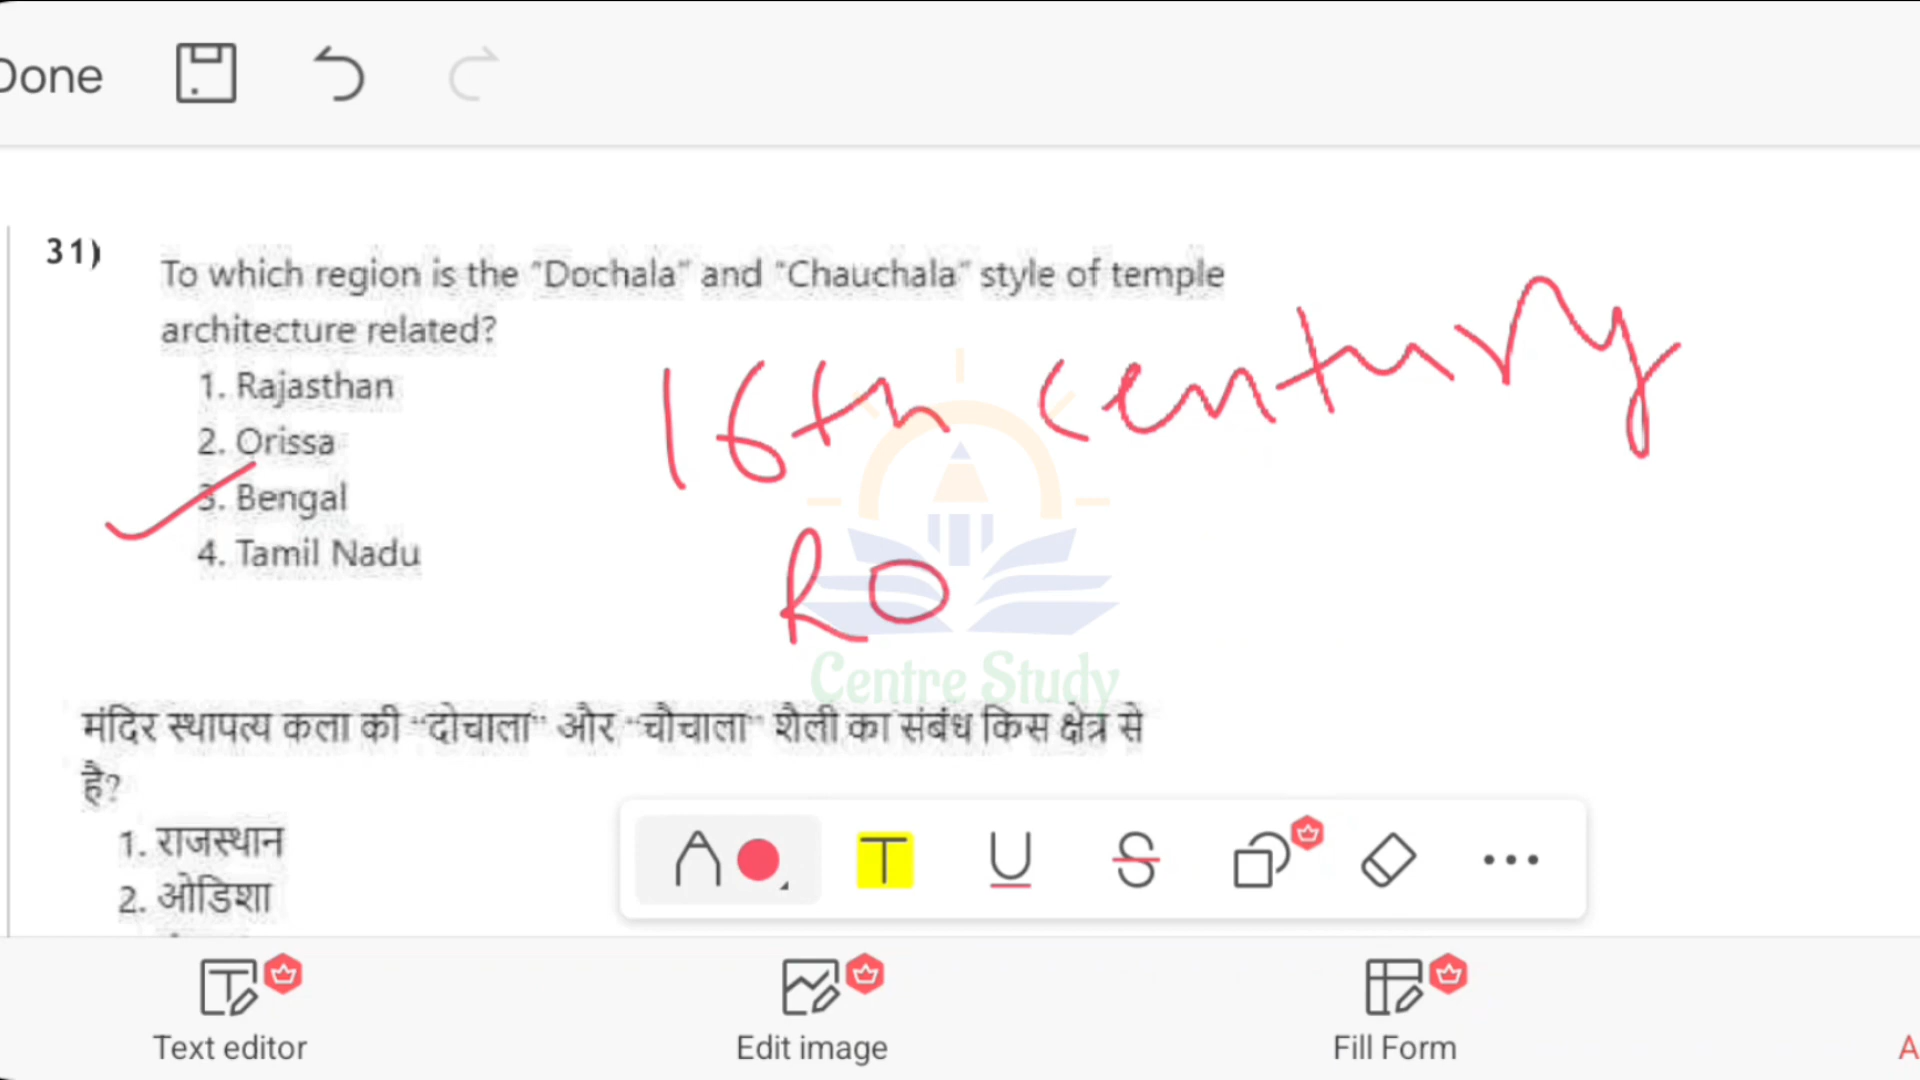 Done
31)
To which region is the "Dochala" and "Chauchala" style of temple
architecture related?
1. Rajasthan
2. Orissa
3. Bengal
4. Tamil Nadu
16th century
RO
Centre Study
मंदिर स्थापत्य कला की "दोचाला" और "चौचाला" शैली का संबंध किस क्षेत्र से
है?
1. राजस्थान
2. ओडिशा
Text editor
Edit image
Fill Form